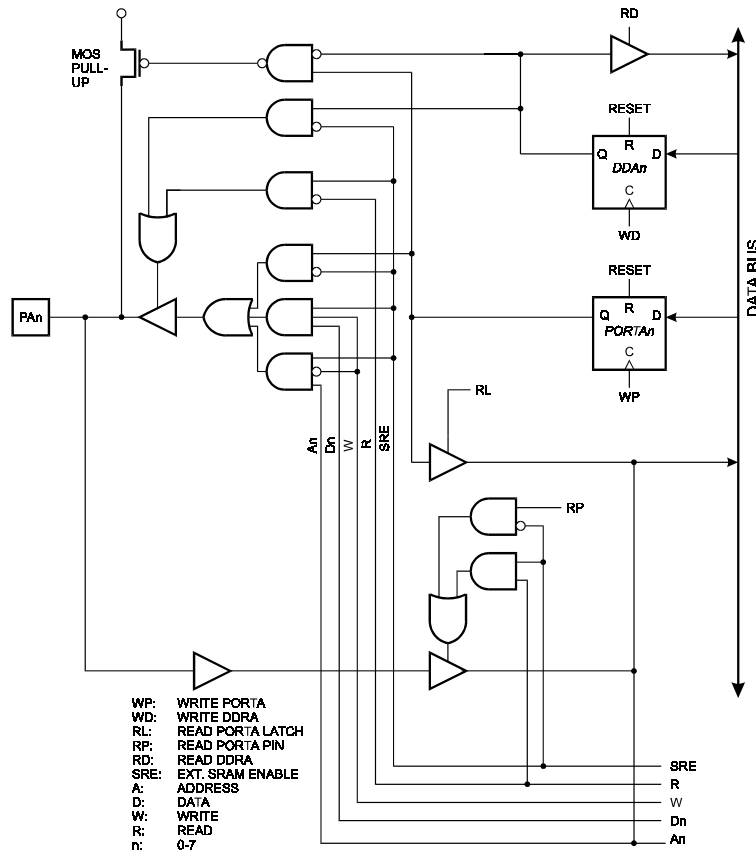 RD
MOS
PULL-
UP
RESET
R
Q
D
DDAn
C
WD
DATA BUS
RESET
PAn
R
Q
D
PORTAn
C
WP
RL
An
Dn
W
R
SRE
RP
WP: WRITE PORTA
WD: WRITE DDRA
RL: READ PORTA LATCH
RP: READ PORTA PIN
RD: READ DDRA
SRE: EXT. SRAM ENABLE
A: ADDRESS
D: DATA
W: WRITE
R: READ
n: 0-7
SRE
R
W
Dn
An